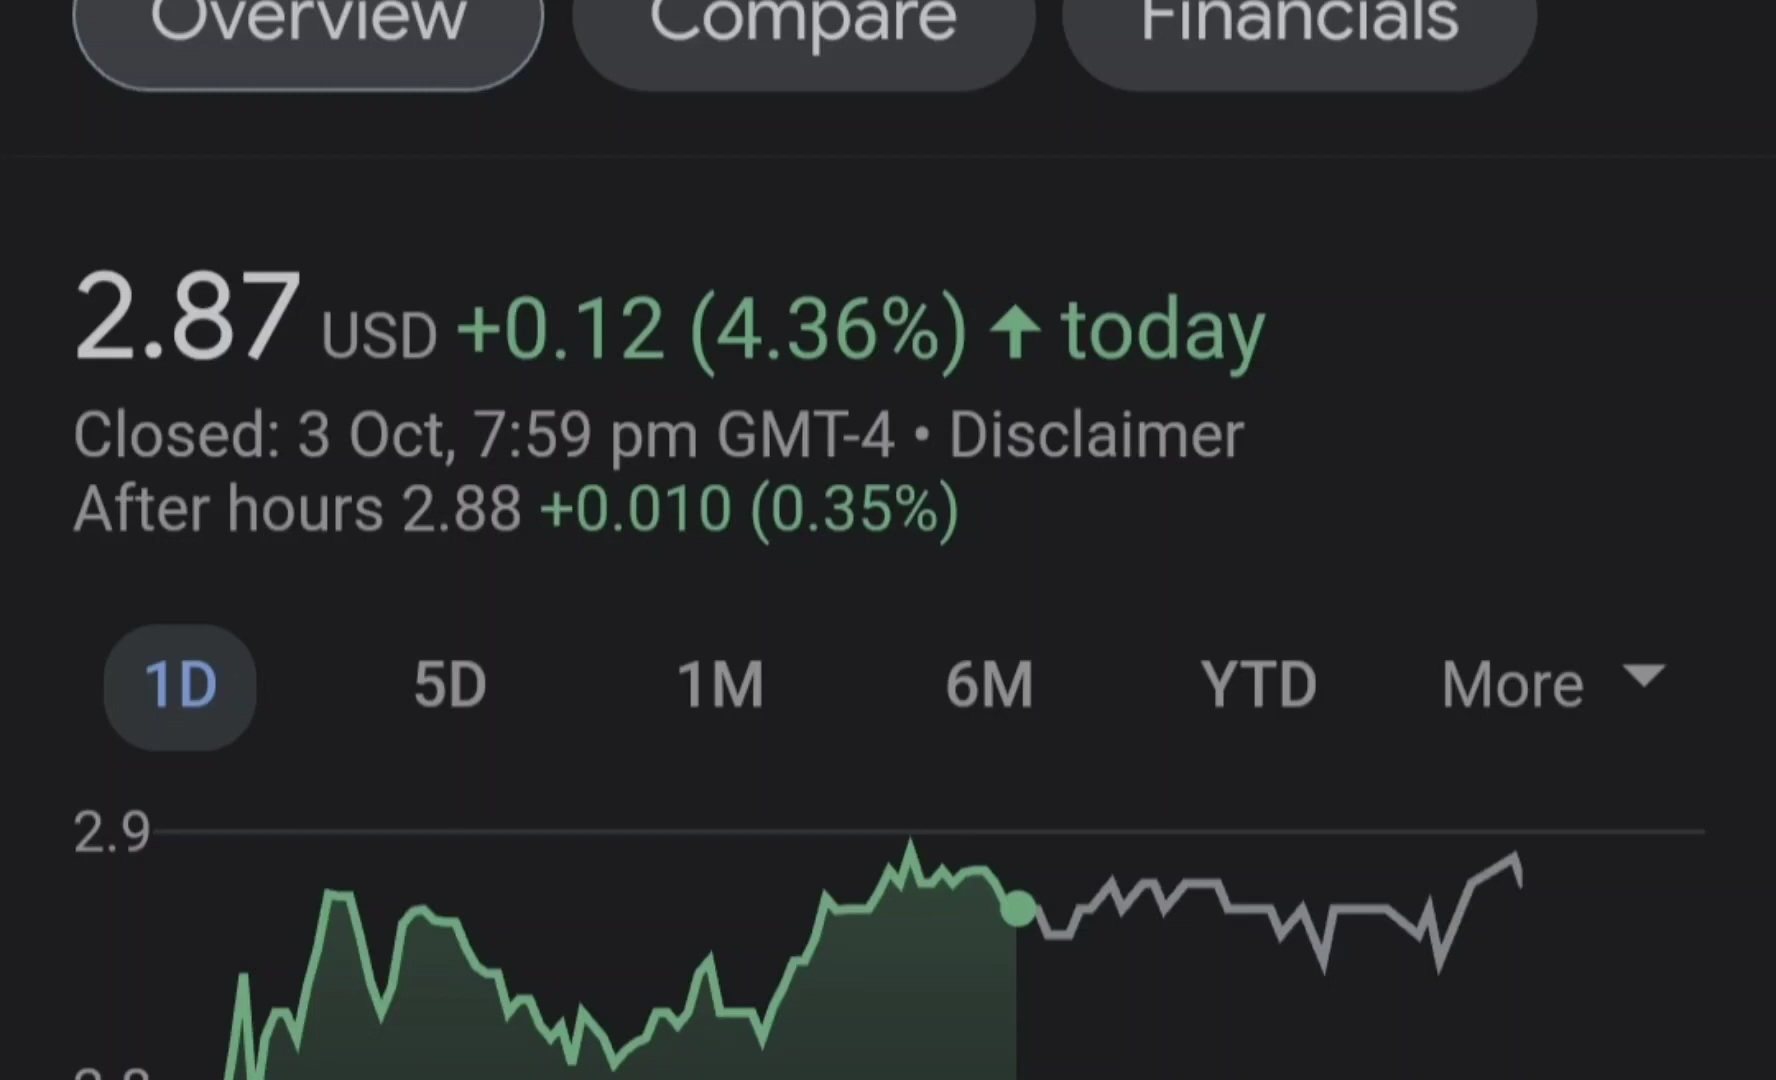 Overview Compare Financials
2.87 USD +0.12 (4.36%) ↑ today
Closed: 3 Oct, 7:59 pm GMT-4 • Disclaimer
After hours 2.88 +0.010 (0.35%)
1D 5D 1M 6M YTD More
2.9